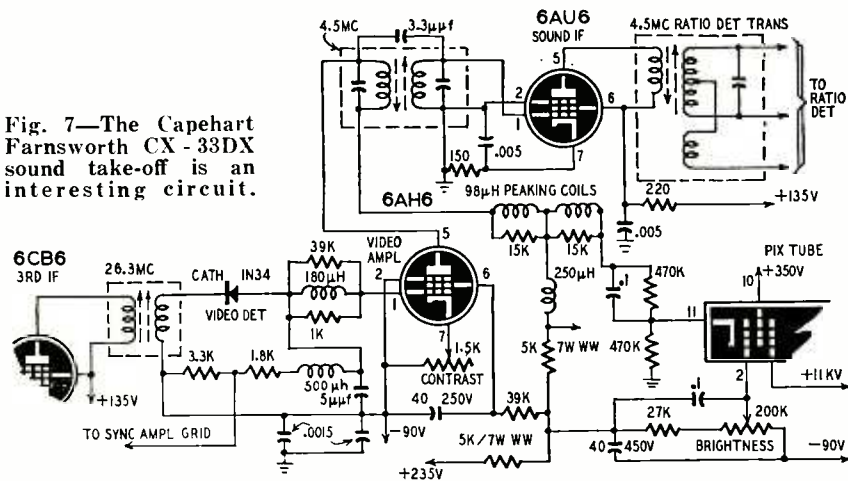 Fig. 7—The Capehart
Farnsworth CX-33DX
sound take-off is an
interesting circuit.
4.5MC
3.3µµf
6AU6
SOUND IF
4.5MC RATIO DET TRANS
5
2
1
6
7
.005
150
TO
RATIO
DET
98µH PEAKING COILS
220
+135V
.005
6AH6
VIDEO
AMPL
5
2
1
6
7
15K
15K
250µH
.1
470K
470K
PIX TUBE
10
+350V
11
2
+11KV
6CB6
3RD IF
26.3MC
CATH
IN34
VIDEO DET
39K
180µH
1K
+135V
3.3K
1.8K
500µh
5µµf
1.5K
CONTRAST
40
250V
39K
5K
7W WW
.1
27K
200K
BRIGHTNESS
-90V
40
450V
TO SYNC AMPL GRID
.0015
-90V
5K/7W WW
+235V